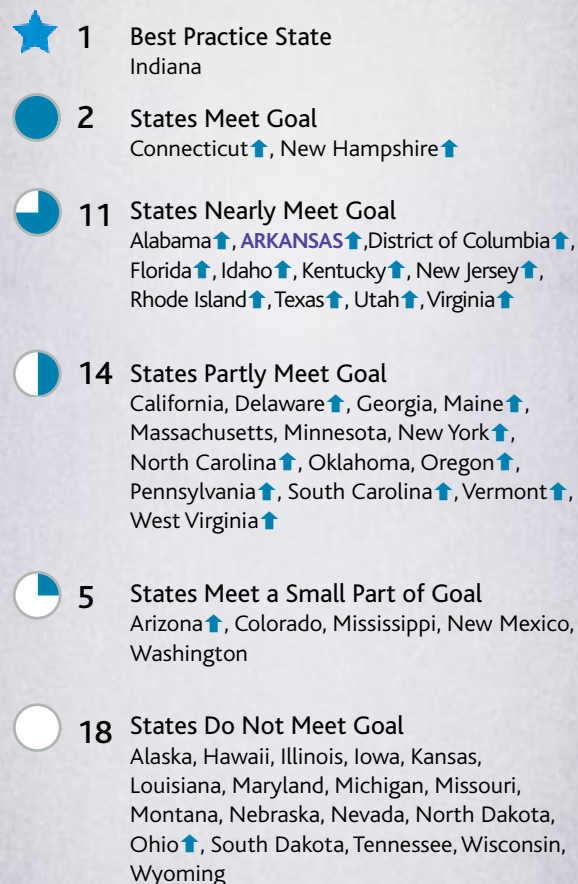 1 Best Practice State
Indiana
2 States Meet Goal
Connecticut⬆, New Hampshire⬆
11 States Nearly Meet Goal
Alabama⬆, ARKANSAS⬆,District of Columbia⬆,
Florida⬆, Idaho⬆, Kentucky⬆, New Jersey⬆,
Rhode Island⬆, Texas⬆, Utah⬆, Virginia⬆
14 States Partly Meet Goal
California, Delaware⬆, Georgia, Maine⬆,
Massachusetts, Minnesota, New York⬆,
North Carolina⬆, Oklahoma, Oregon⬆,
Pennsylvania⬆, South Carolina⬆, Vermont⬆,
West Virginia⬆
5 States Meet a Small Part of Goal
Arizona⬆, Colorado, Mississippi, New Mexico,
Washington
18 States Do Not Meet Goal
Alaska, Hawaii, Illinois, Iowa, Kansas,
Louisiana, Maryland, Michigan, Missouri,
Montana, Nebraska, Nevada, North Dakota,
Ohio⬆, South Dakota, Tennessee, Wisconsin,
Wyoming